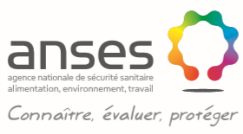 anses
agence nationale de sécurité sanitaire
alimentation, environnement, travail
Connaître, évaluer, protéger